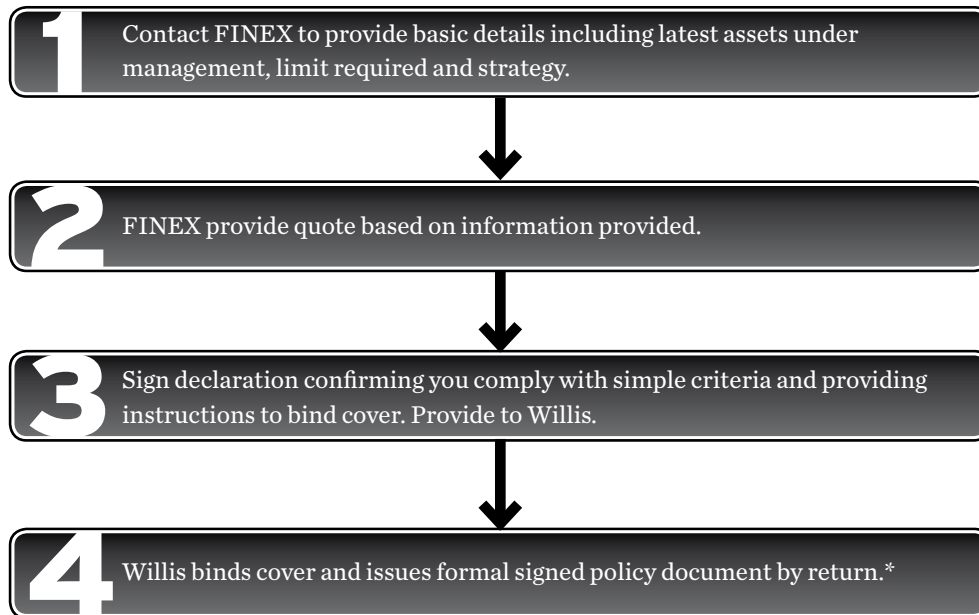 1
Contact FINEX to provide basic details including latest assets under
management, limit required and strategy.
2
FINEX provide quote based on information provided.
3
Sign declaration confirming you comply with simple criteria and providing
instructions to bind cover. Provide to Willis.
4
Willis binds cover and issues formal signed policy document by return.*